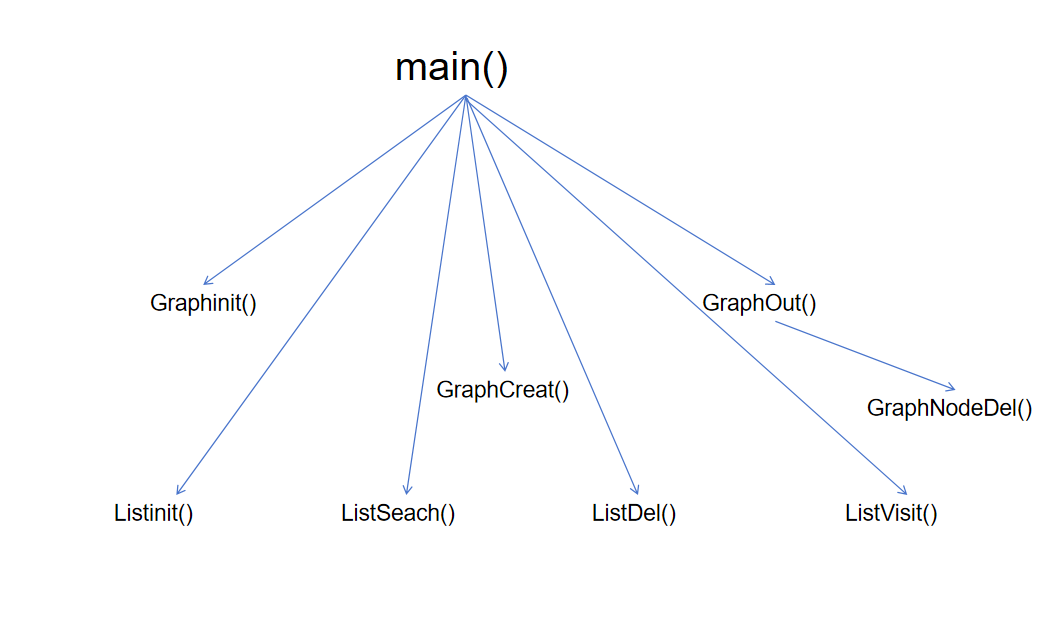 main()
Graphinit()
GraphOut()
GraphCreat()
GraphNodeDel()
Listinit()
ListSeach()
ListDel()
ListVisit()